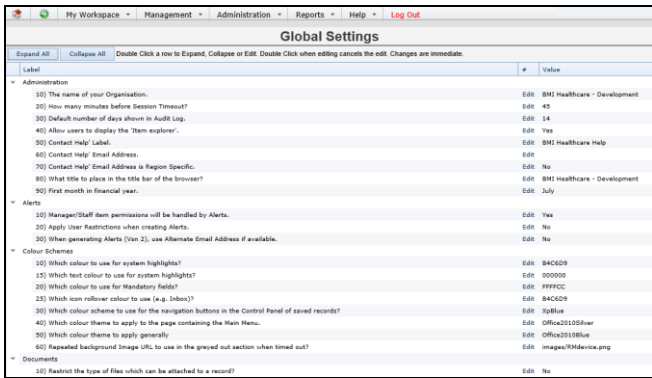 My Workspace Management Administration Reports Help Log Out
Global Settings
Expand All Collapse All Double Click a row to Expand, Collapse or Edit. Double Click when editing cancels the edit. Changes are immediate.
Label # Value
Administration
10) The name of your Organisation. Edit BMI Healthcare - Development
20) How many minutes before Session Timeout? Edit 45
30) Default number of days shown in Audit Log. Edit 14
40) Allow users to display the 'Item explorer'. Edit Yes
50) Contact Help' Label. Edit BMI Healthcare Help
60) Contact Help' Email Address. Edit
70) Contact Help' Email Address is Region Specific. Edit No
80) What title to place in the title bar of the browser? Edit BMI Healthcare - Development
90) First month in financial year. Edit July
Alerts
10) Manager/Staff item permissions will be handled by Alerts. Edit Yes
20) Apply User Restrictions when creating Alerts. Edit No
30) When generating Alerts (Van 2), use Alternate Email Address if available. Edit No
Colour Schemes
10) Which colour to use for system highlights? Edit B4C6D9
15) Which text colour to use for system highlights? Edit 000000
20) Which colour to use for Mandatory fields? Edit FFFFCC
25) Which icon rollover colour to use (e.g. Inbox)? Edit B4C6D9
30) Which colour scheme to use for the navigation buttons in the Control Panel of saved records? Edit XpBlue
40) Which colour theme to apply to the page containing the Main Menu. Edit Office2010Silver
50) Which colour theme to apply generally Edit Office2010Blue
60) Repeated background Image URL to use in the greyed out section when timed out? Edit images/RMdevice.png
Documents
10) Restrict the type of files which can be attached to a record? Edit No